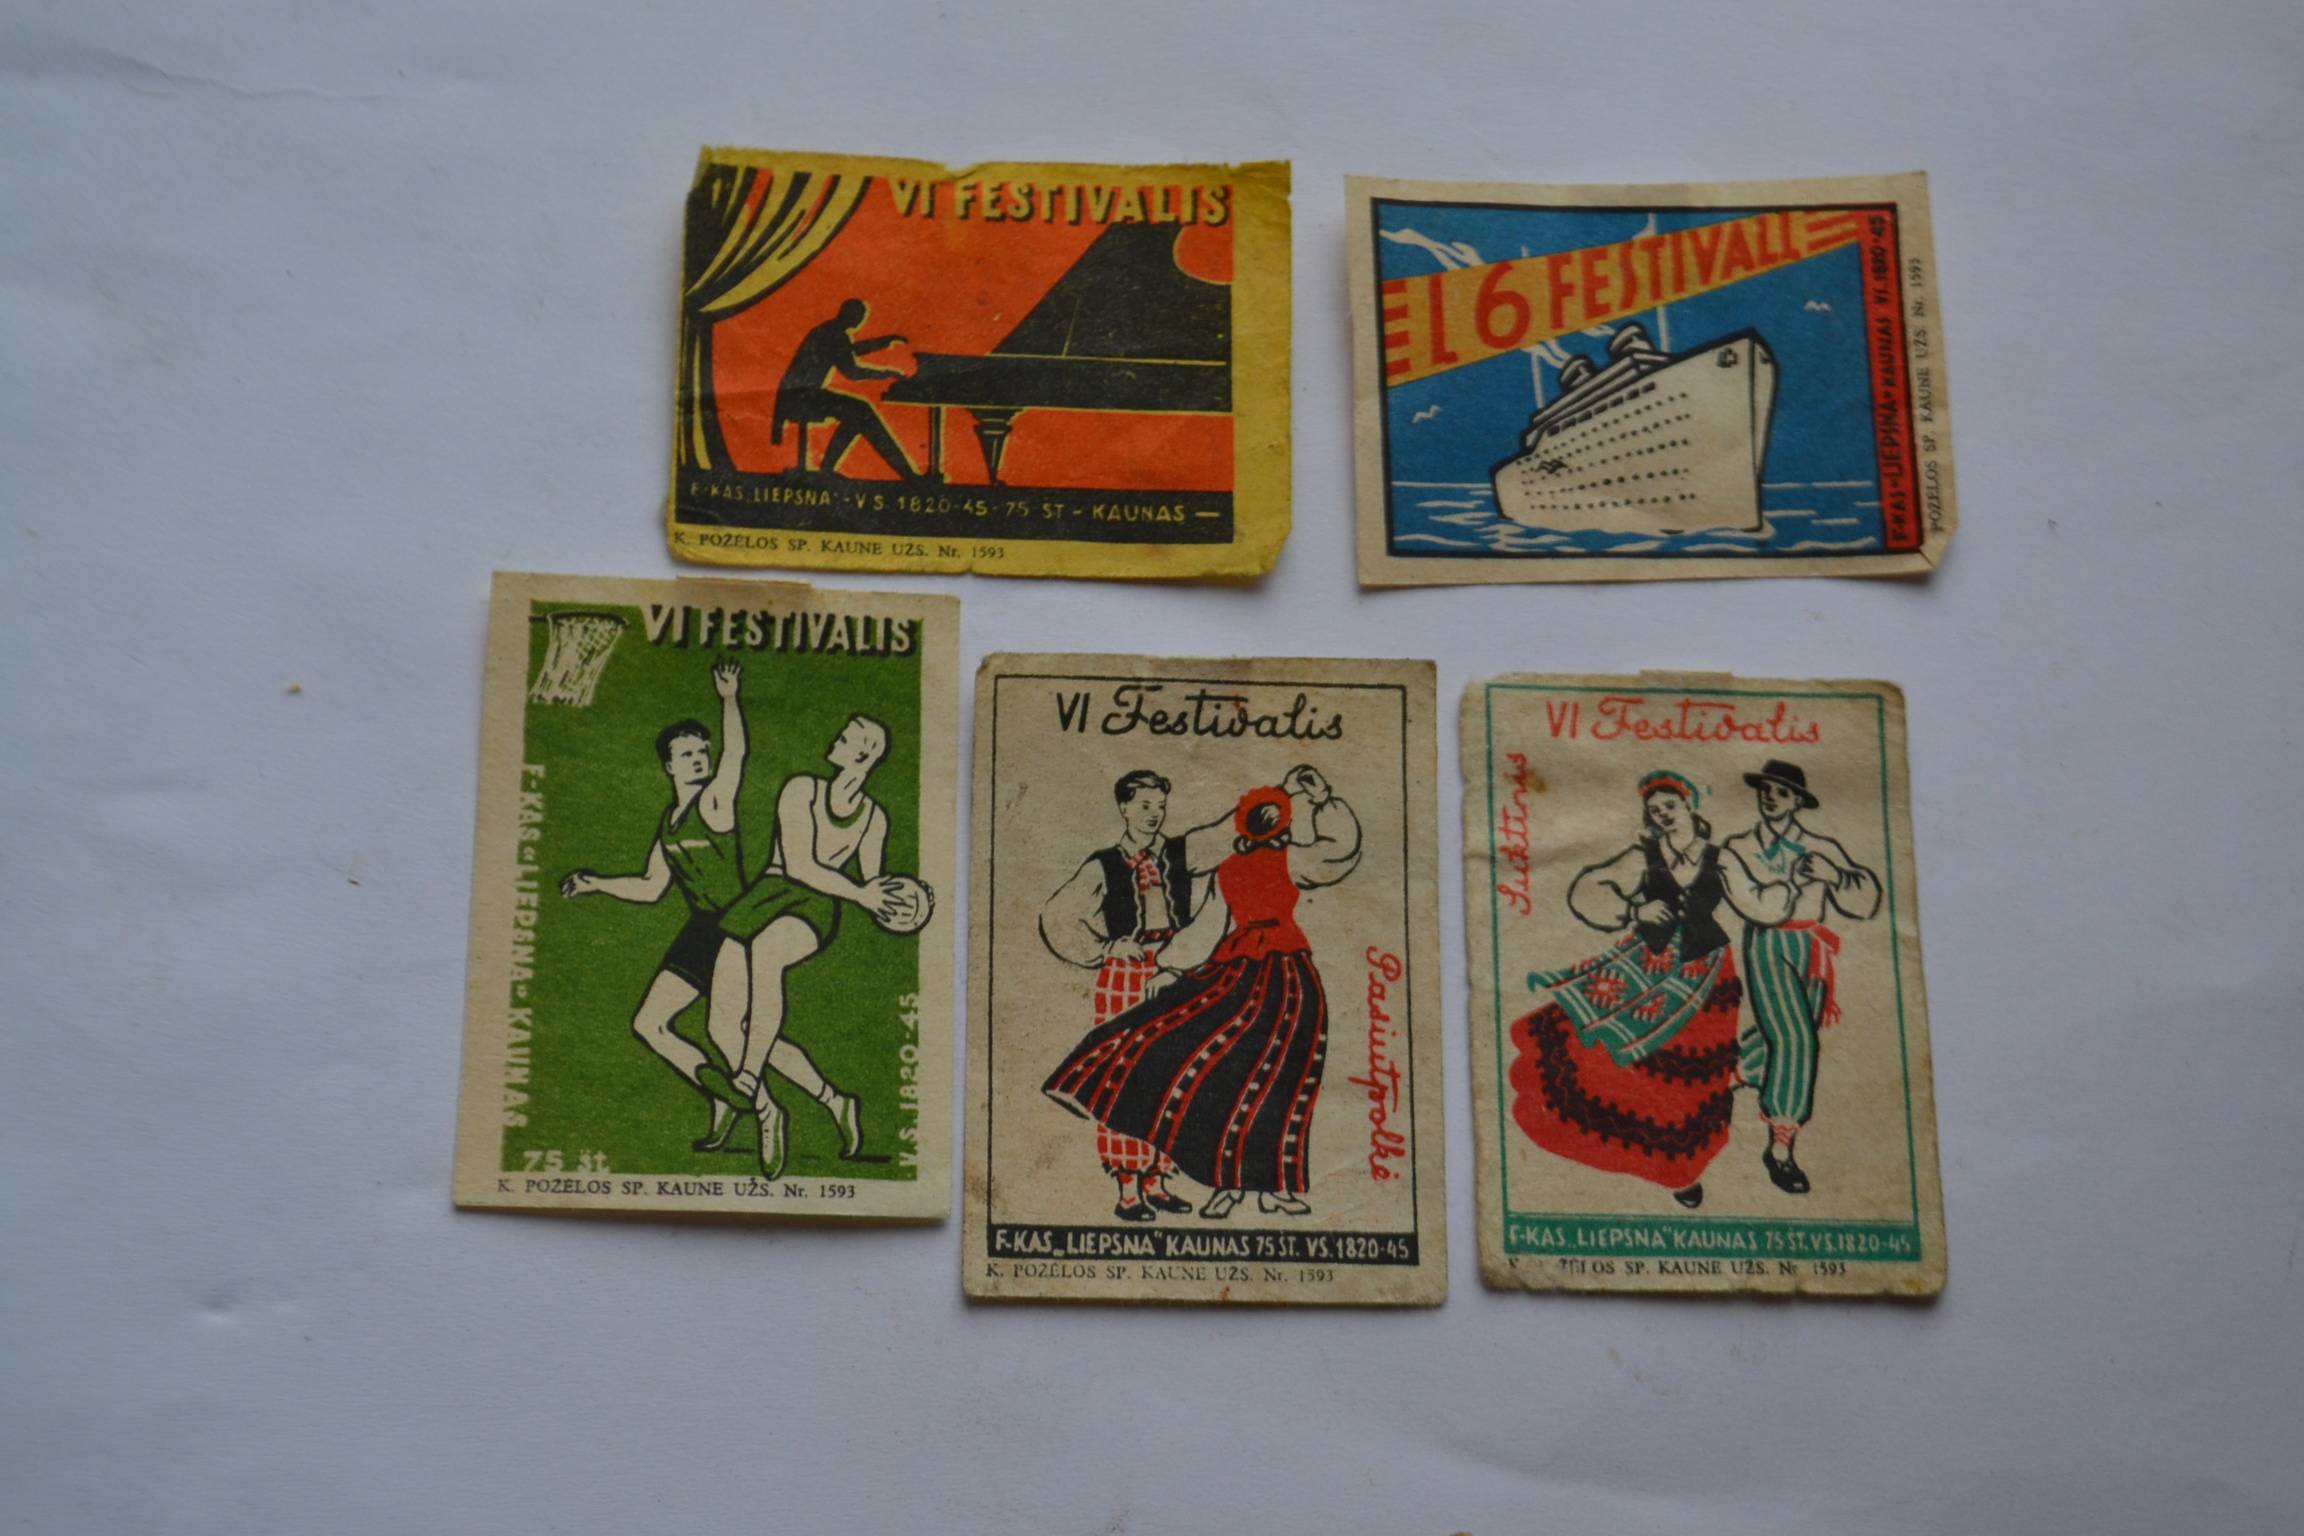 VI FESTIVALIS
F-KAS „LIEPSNA" - V S. 1820-45 - 75 ŠT - KAUNAS —
K. POŽĖLOS SP. KAUNE UŽS. Nr. 1593
Į 6 FESTIVALĮ
F-KAS-LIEPSNA" KAUNAS VI. 1820-45
POŽĖLOS SP. KAUNE UŽS. Nr. 1593
VI FESTIVALIS
F-KAS „LIEPSNA" KAUNAS
V.S. 1820-45
75 št
K. POŽĖLOS SP. KAUNE UŽS. Nr. 1593
VI Festivalis
Pasiutpolkė
F-KAS „LIEPSNA" KAUNAS 75 ŠT. VS. 1820-45
K. POŽĖLOS SP. KAUNE UŽS. Nr. 1593
VI Festivalis
Suktinis
F-KAS „LIEPSNA" KAUNAS 75 ŠT. VS. 1820-45
SP. KAUNE UŽS. Nr 1593